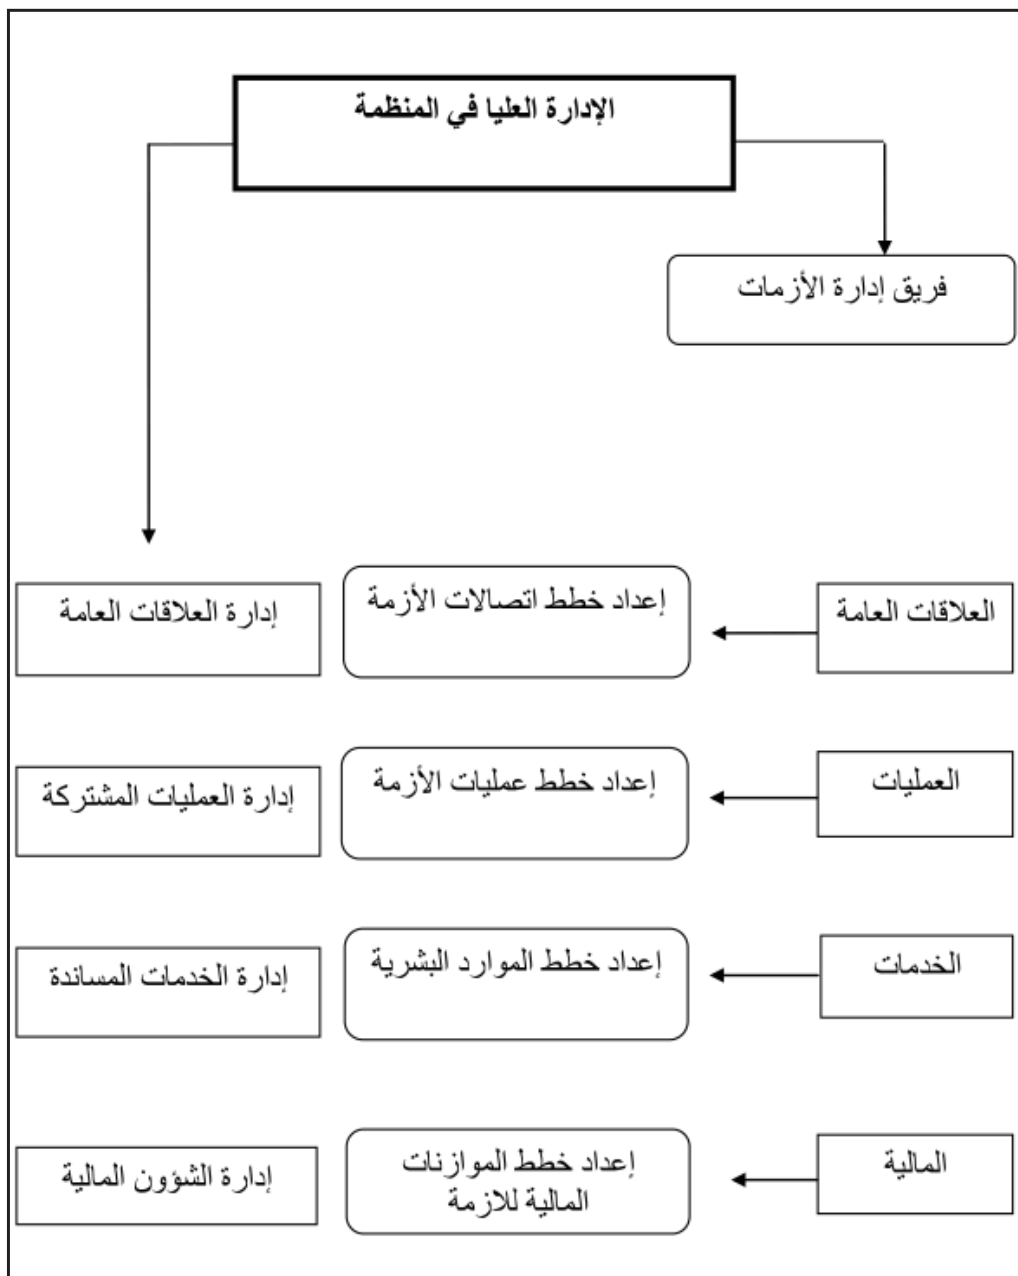 الإدارة العليا في المنظمة
فريق إدارة الأزمات
العلاقات العامة
إعداد خطط اتصالات الأزمة
إدارة العلاقات العامة
العمليات
إعداد خطط عمليات الأزمة
إدارة العمليات المشتركة
الخدمات
إعداد خطط الموارد البشرية
إدارة الخدمات المساندة
المالية
إعداد خطط الموازنات
المالية للازمة
إدارة الشؤون المالية